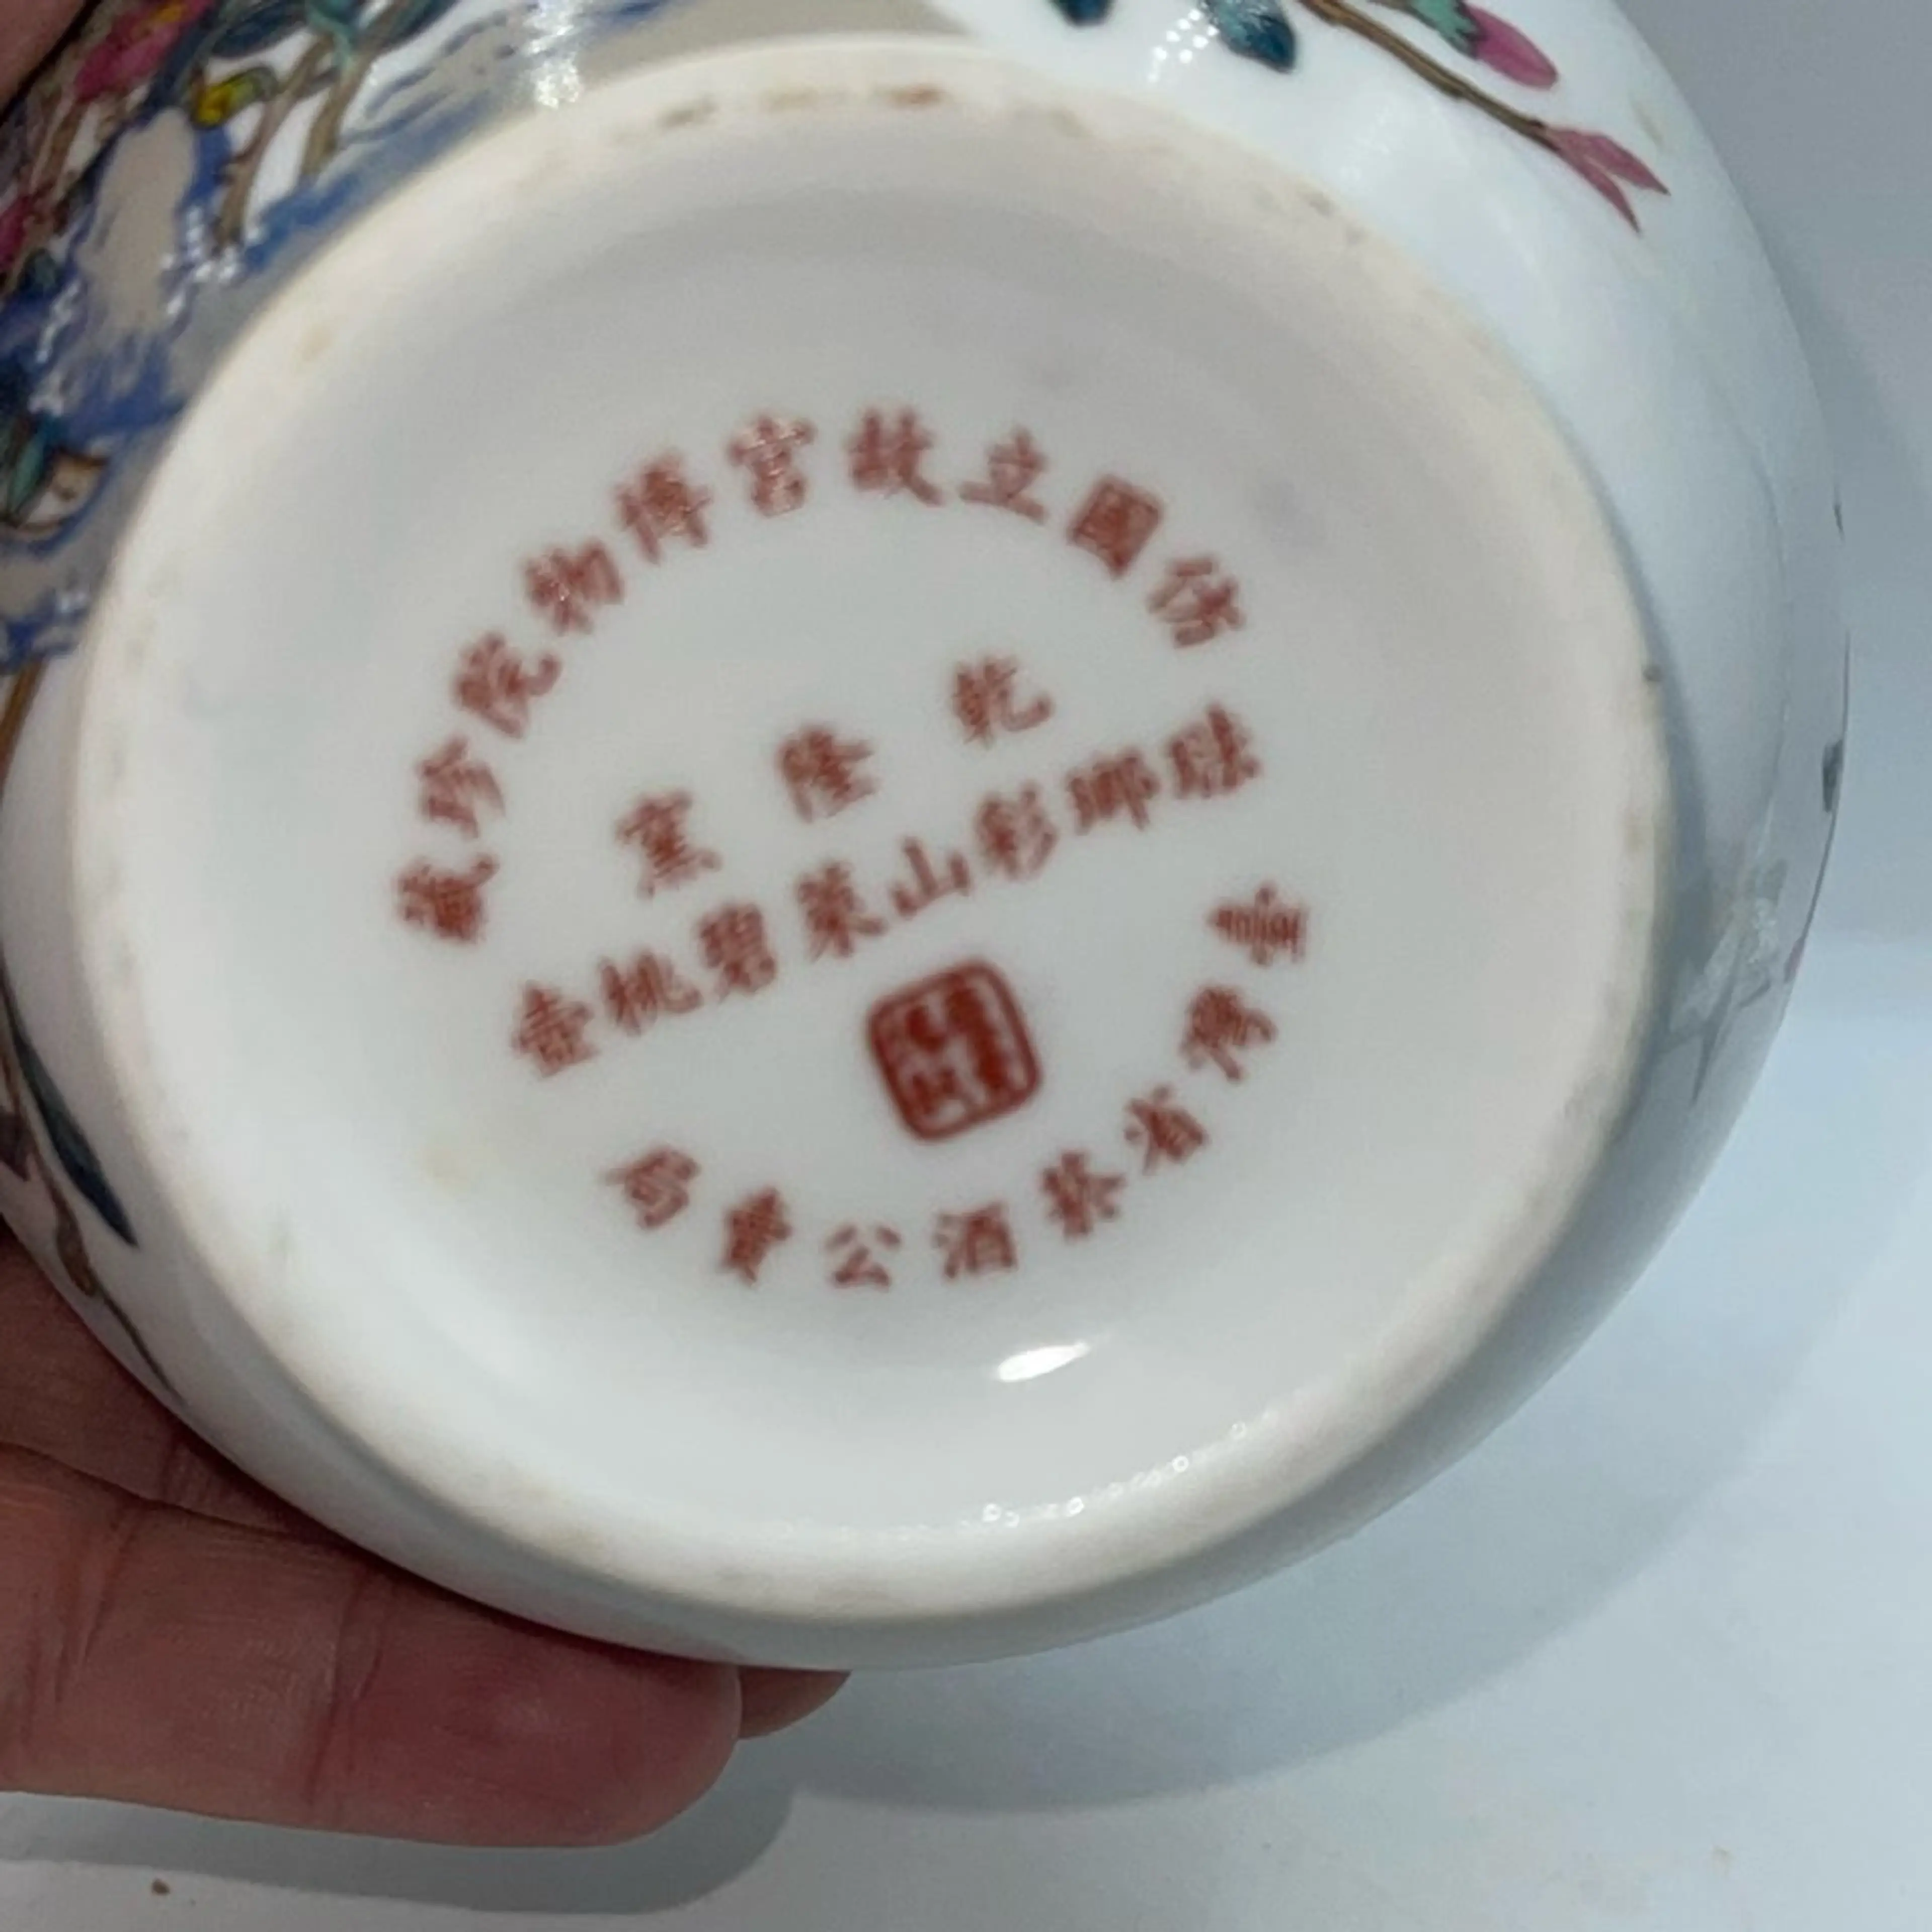 仿國立故宮博物院珍藏
乾隆窯
琺瑯彩山茱碧桃壺
臺灣省菸酒公賣局